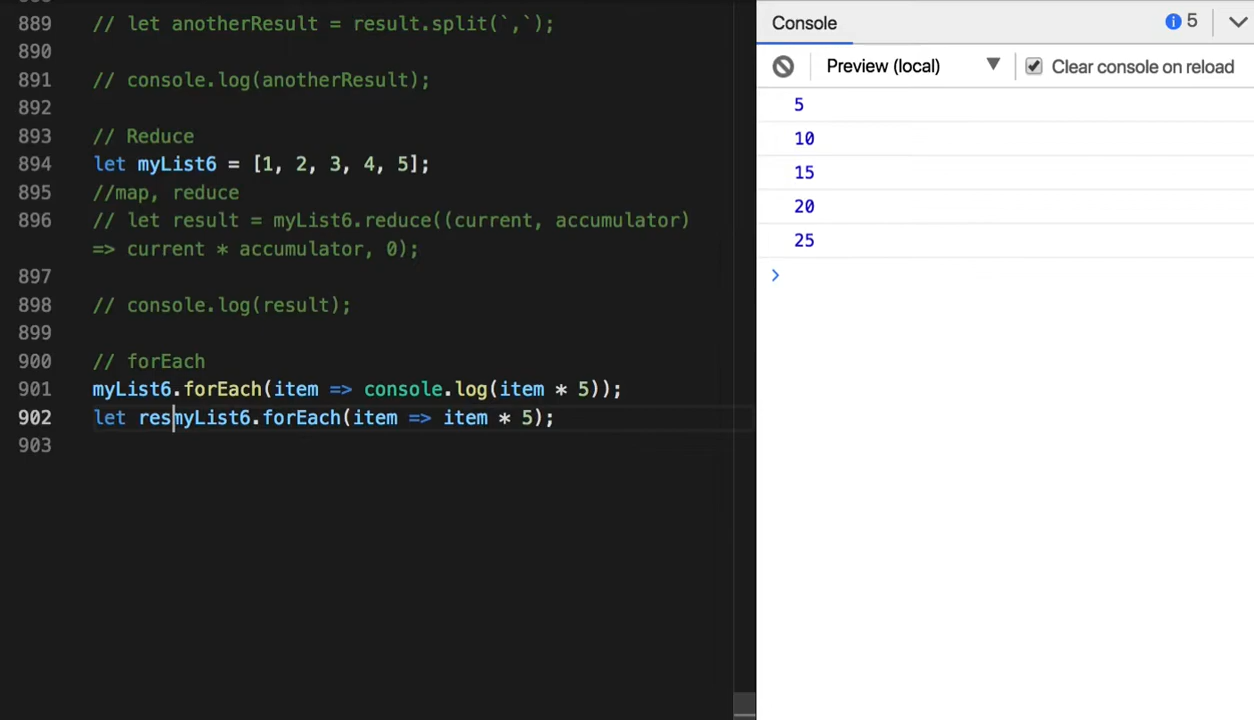 889 // let anotherResult = result.split(`,`);
890
891 // console.log(anotherResult);
892
893 // Reduce
894 let myList6 = [1, 2, 3, 4, 5];
895 //map, reduce
896 // let result = myList6.reduce((current, accumulator)
=> current * accumulator, 0);
897
898 // console.log(result);
899
900 // forEach
901 myList6.forEach(item => console.log(item * 5));
902 let resmyList6.forEach(item => item * 5);
903
Console
5
Preview (local)
Clear console on reload
5
10
15
20
25